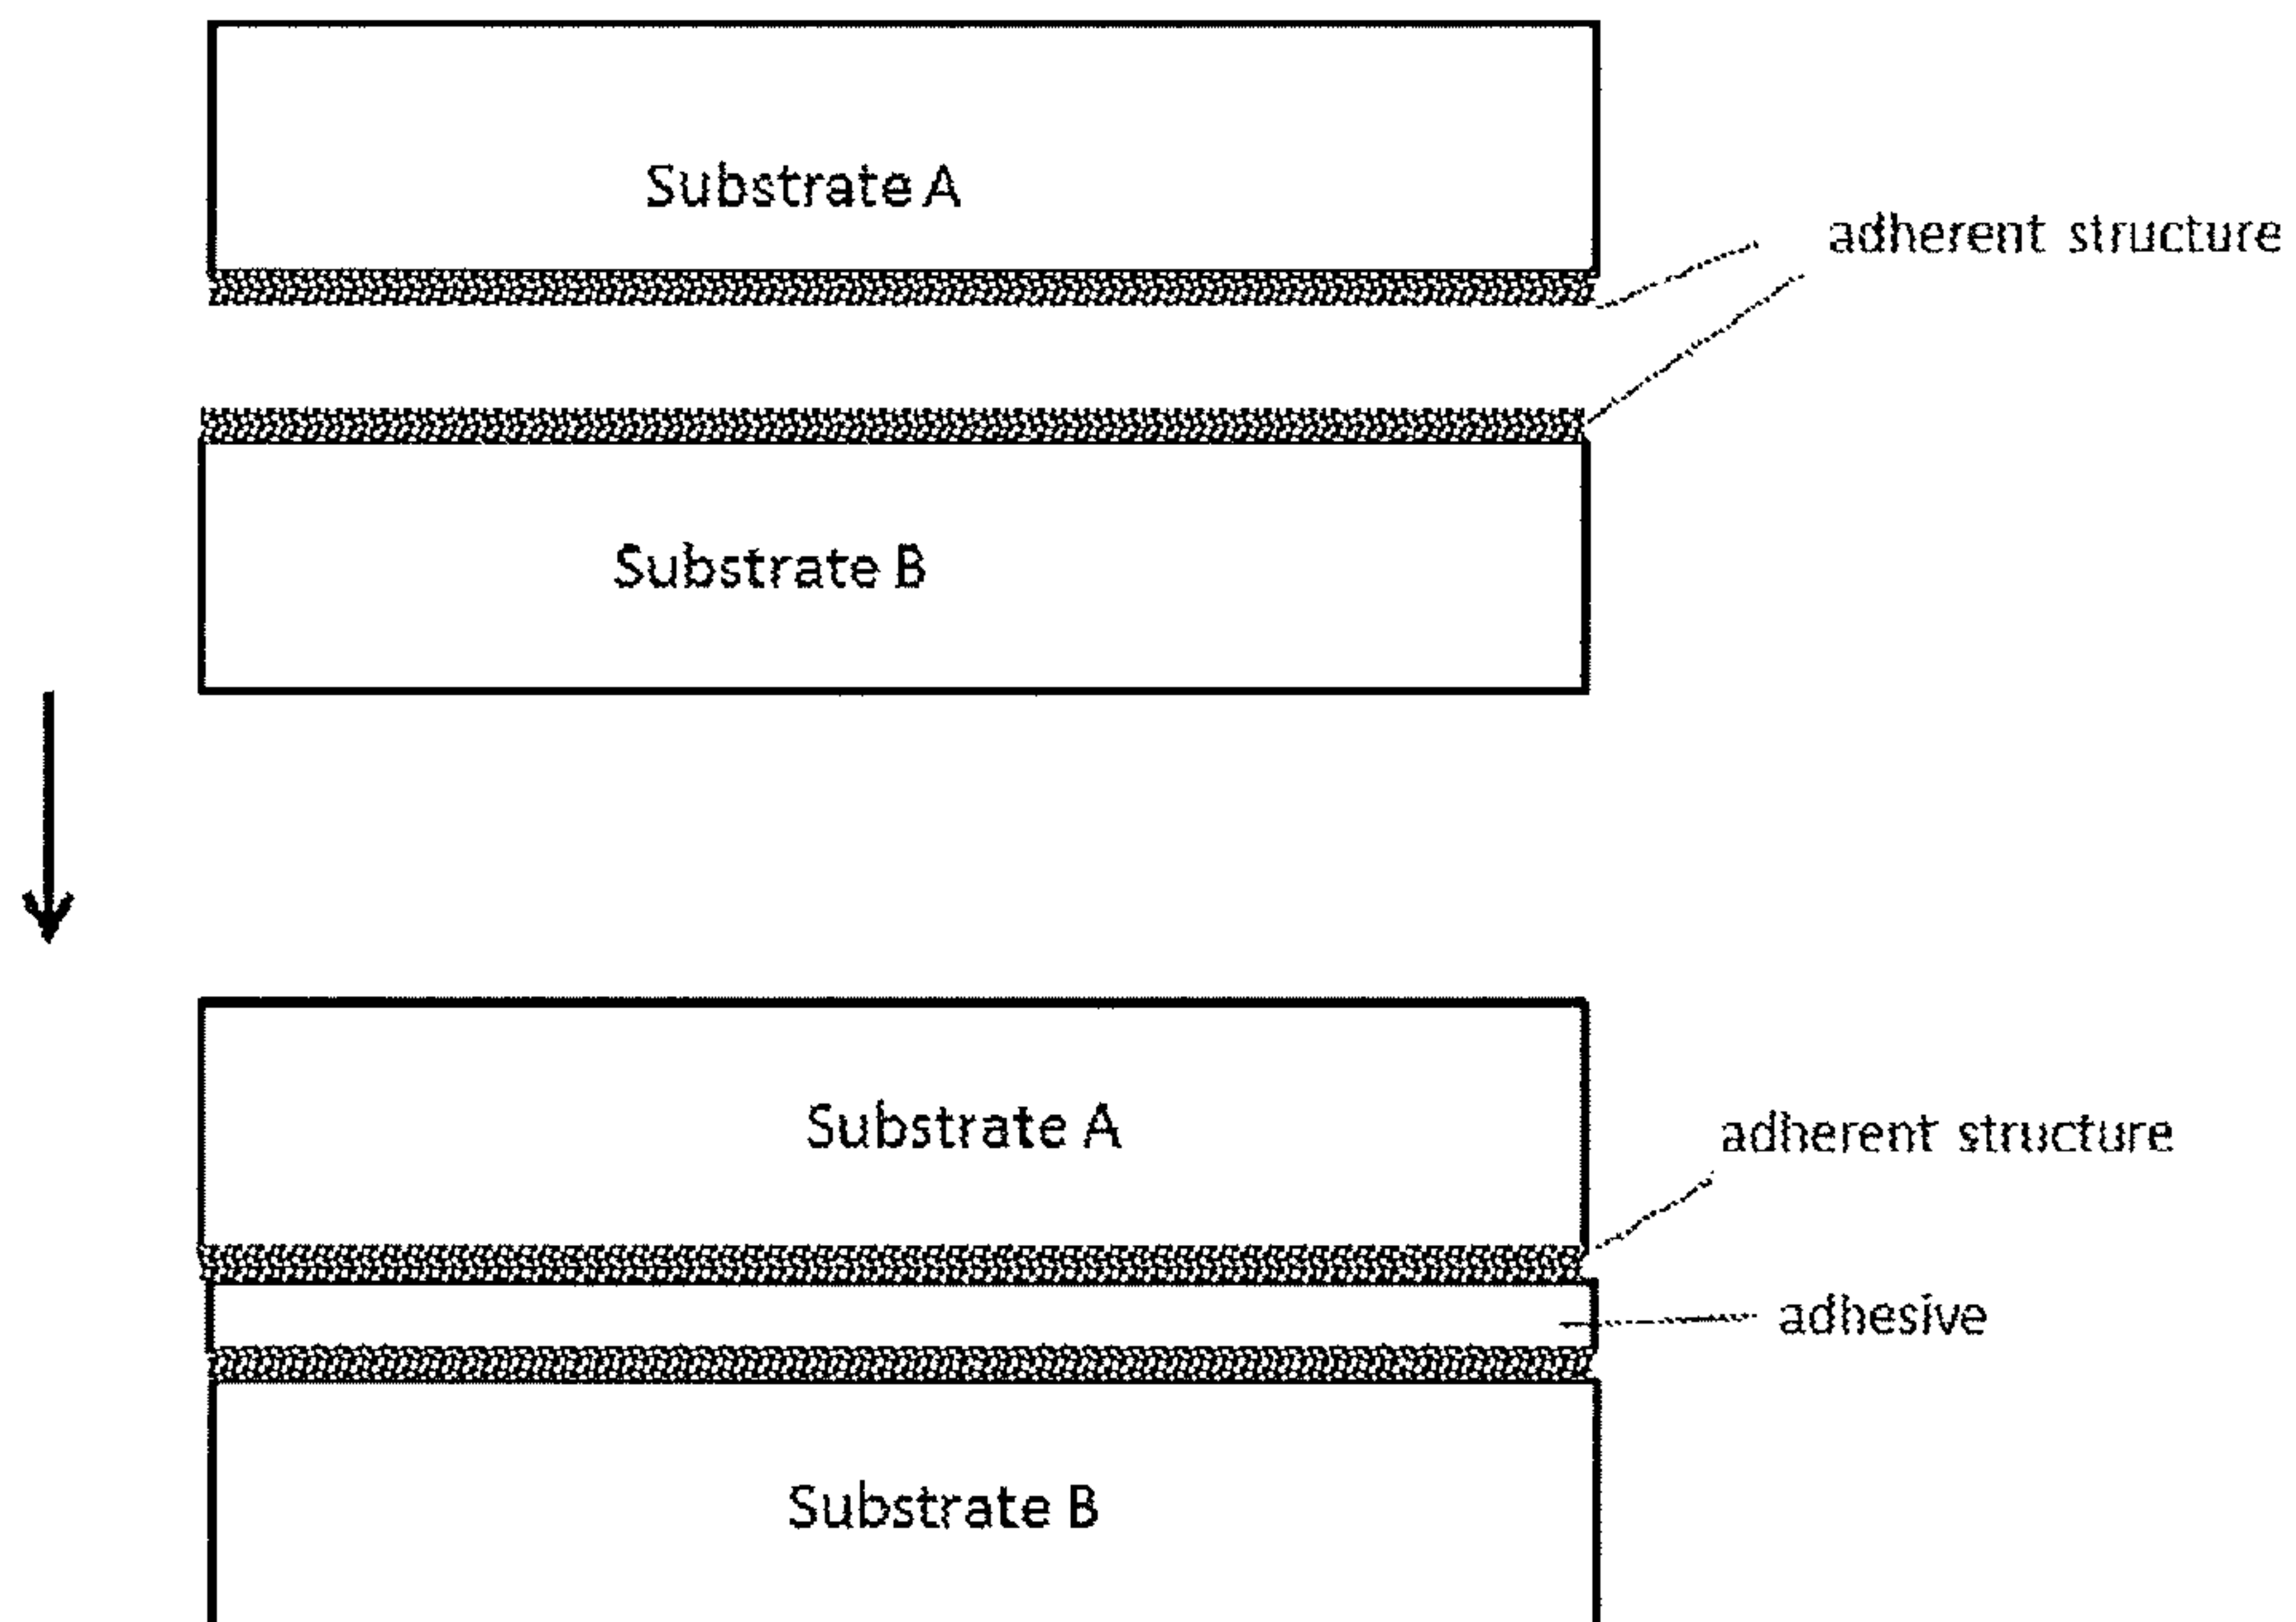 Substrate A
adherent structure
Substrate B
Substrate A
adherent structure
adhesive
Substrate B